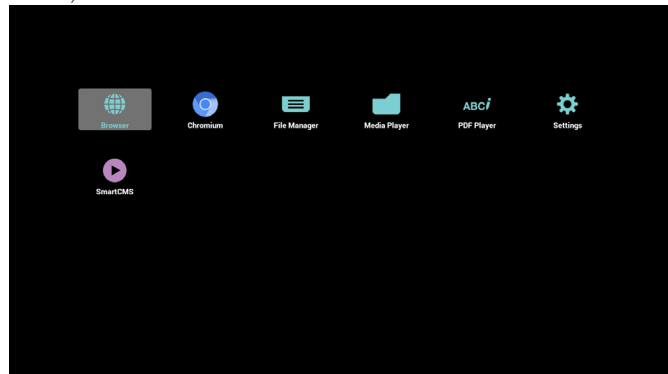 Browser
Chromium
File Manager
Media Player
ABC
PDF Player
Settings
SmartCMS